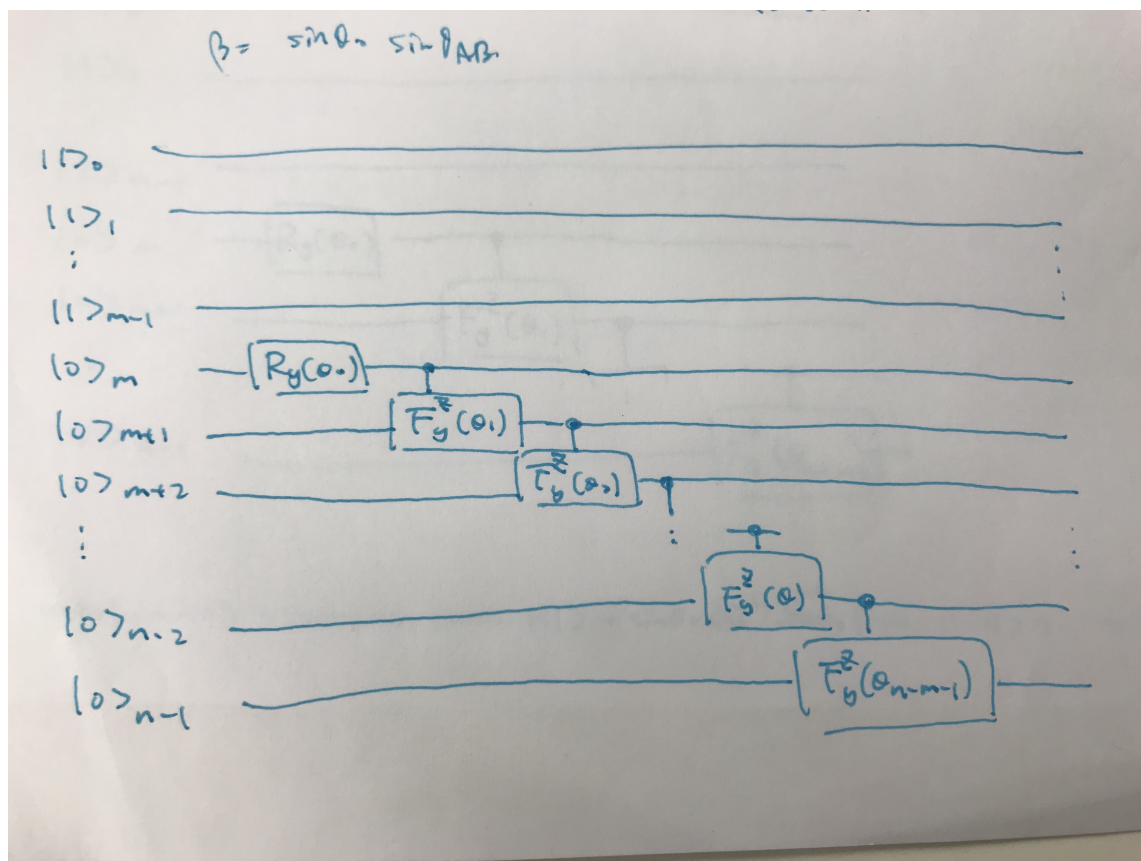 β= sinθ₀ sinθ_AB
|1>₀
|1>₁
⋮
|1>ₘ₋₁
|0>ₘ Ry(θ₀)
|0>ₘ₊₁ F_y^z(θ₁)
|0>ₘ₊₂ F_y^z(θ₂)
⋮
|0>ₙ₋₂ F_y^z(θ)
|0>ₙ₋₁ F_y^z(θₙ₋ₘ₋₁)